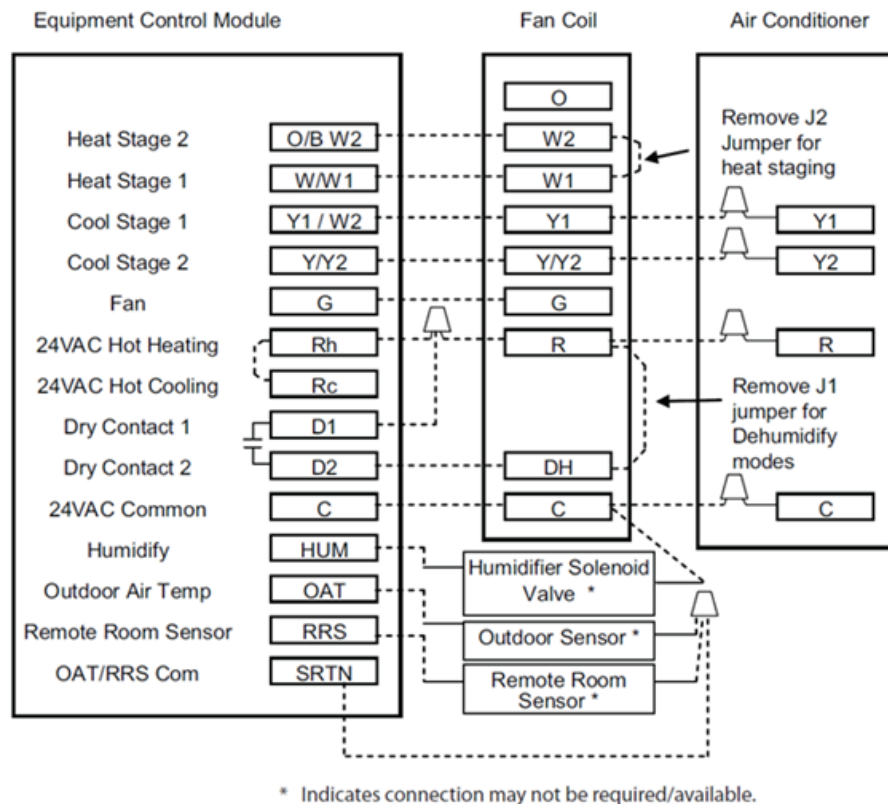 Equipment Control Module
Fan Coil
Air Conditioner
O
Heat Stage 2
O/B W2
W2
Remove J2
Jumper for
heat staging
Heat Stage 1
W/W1
W1
Cool Stage 1
Y1 / W2
Y1
Y1
Cool Stage 2
Y/Y2
Y/Y2
Y2
Fan
G
G
24VAC Hot Heating
Rh
R
R
24VAC Hot Cooling
Rc
Remove J1
jumper for
Dehumidify
modes
Dry Contact 1
D1
Dry Contact 2
D2
DH
24VAC Common
C
C
C
Humidify
HUM
Humidifier Solenoid
Valve *
Outdoor Air Temp
OAT
Outdoor Sensor *
Remote Room Sensor
RRS
Remote Room
Sensor *
OAT/RRS Com
SRTN
* Indicates connection may not be required/available.